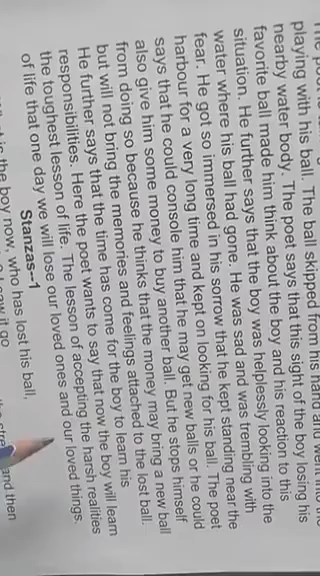 playing with his ball. The ball skipped from his hand and went into the
nearby water body. The poet says that this sight of the boy losing his
favorite ball made him think about the boy and his reaction to this
situation. He further says that the boy was helplessly looking into the
water where his ball had gone. He was sad and was trembling with
fear. He got so immersed in his sorrow that he kept standing near the
harbour for a very long time and kept on looking for his ball. The poet
says that he could console him that he may get new balls or he could
also give him some money to buy another ball. But he stops himself
from doing so because he thinks that the money may bring a new ball
but will not bring the memories and feelings attached to the lost ball.
He further says that the time has come for the boy to learn his
responsibilities. Here the poet wants to say that now the boy will learn
the toughest lesson of life. The lesson of accepting the harsh realities
of life that one day we will lose our loved ones and our loved things.
Stanzas–1
is the boy now, who has lost his ball,
it go
and then